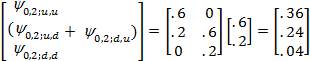 [ψ0,2;u,u
(ψ0,2;u,d + ψ0,2;d,u)
ψ0,2;d,d] = [.6 0
.2 .6
0 .2] [.6
.2] = [.36
.24
.04]